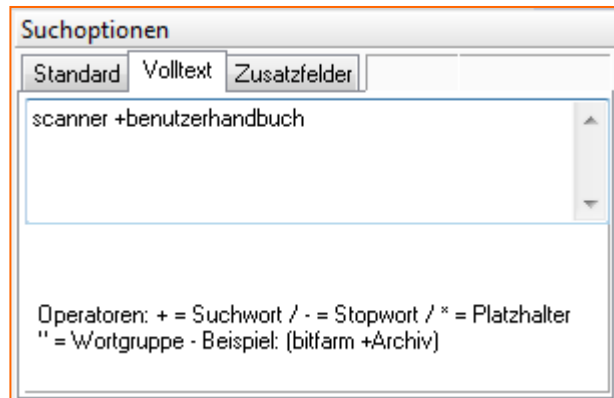 Suchoptionen
Standard Volltext Zusatzfelder
scanner +benutzerhandbuch
Operatoren: + = Suchwort / - = Stopwort / * = Platzhalter
" = Wortgruppe - Beispiel: (bitfarm +Archiv)